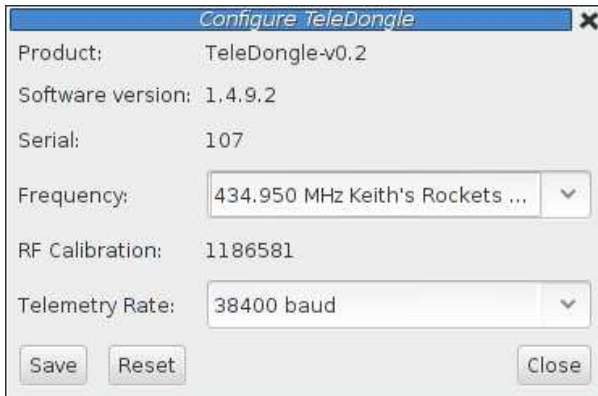 Configure TeleDongle
Product: TeleDongle-v0.2
Software version: 1.4.9.2
Serial: 107
Frequency: 434.950 MHz Keith's Rockets ...
RF Calibration: 1186581
Telemetry Rate: 38400 baud
Save Reset Close